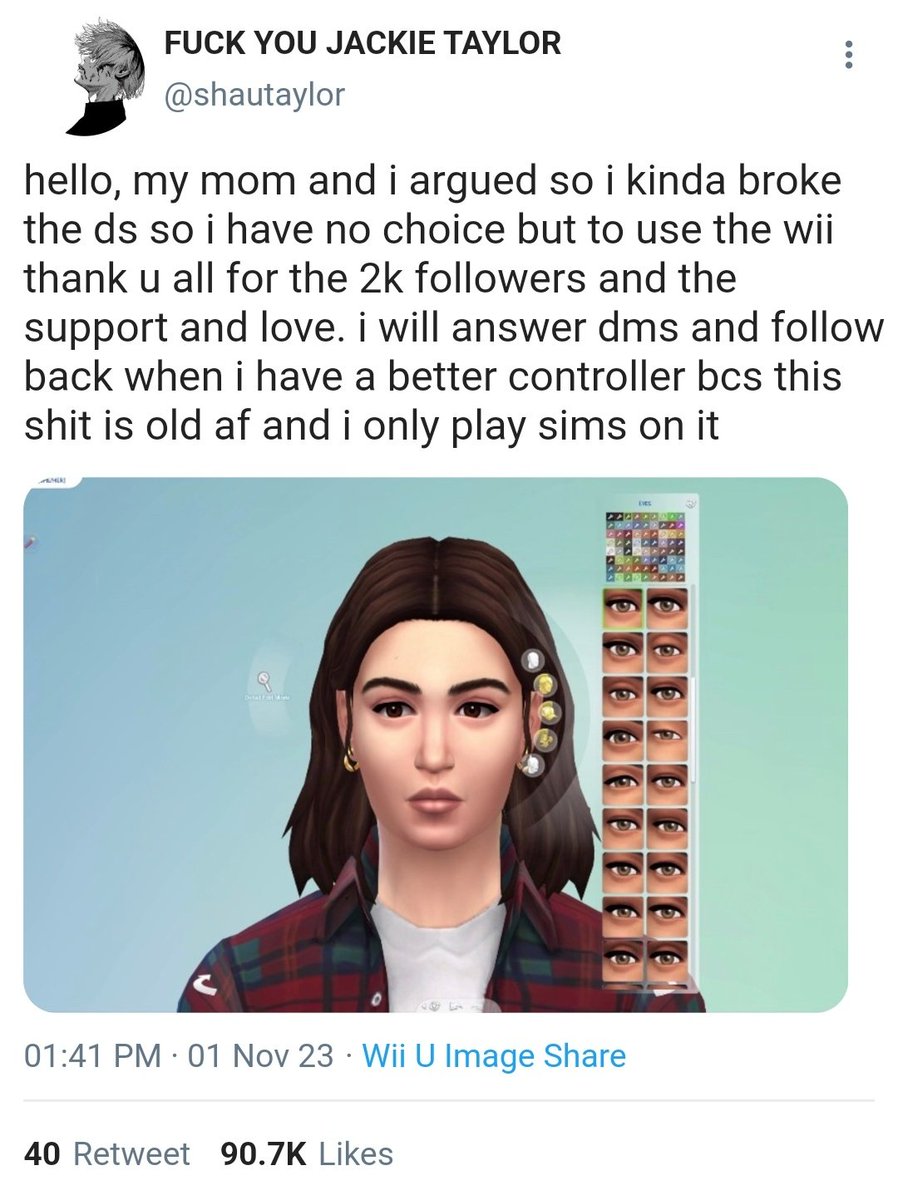 FUCK YOU JACKIE TAYLOR
@shautaylor
hello, my mom and i argued so i kinda broke
the ds so i have no choice but to use the wii
thank u all for the 2k followers and the
support and love. i will answer dms and follow
back when i have a better controller bcs this
shit is old af and i only play sims on it
EYES
Detail Edit Mode
01:41 PM · 01 Nov 23 · Wii U Image Share
40 Retweet 90.7K Likes